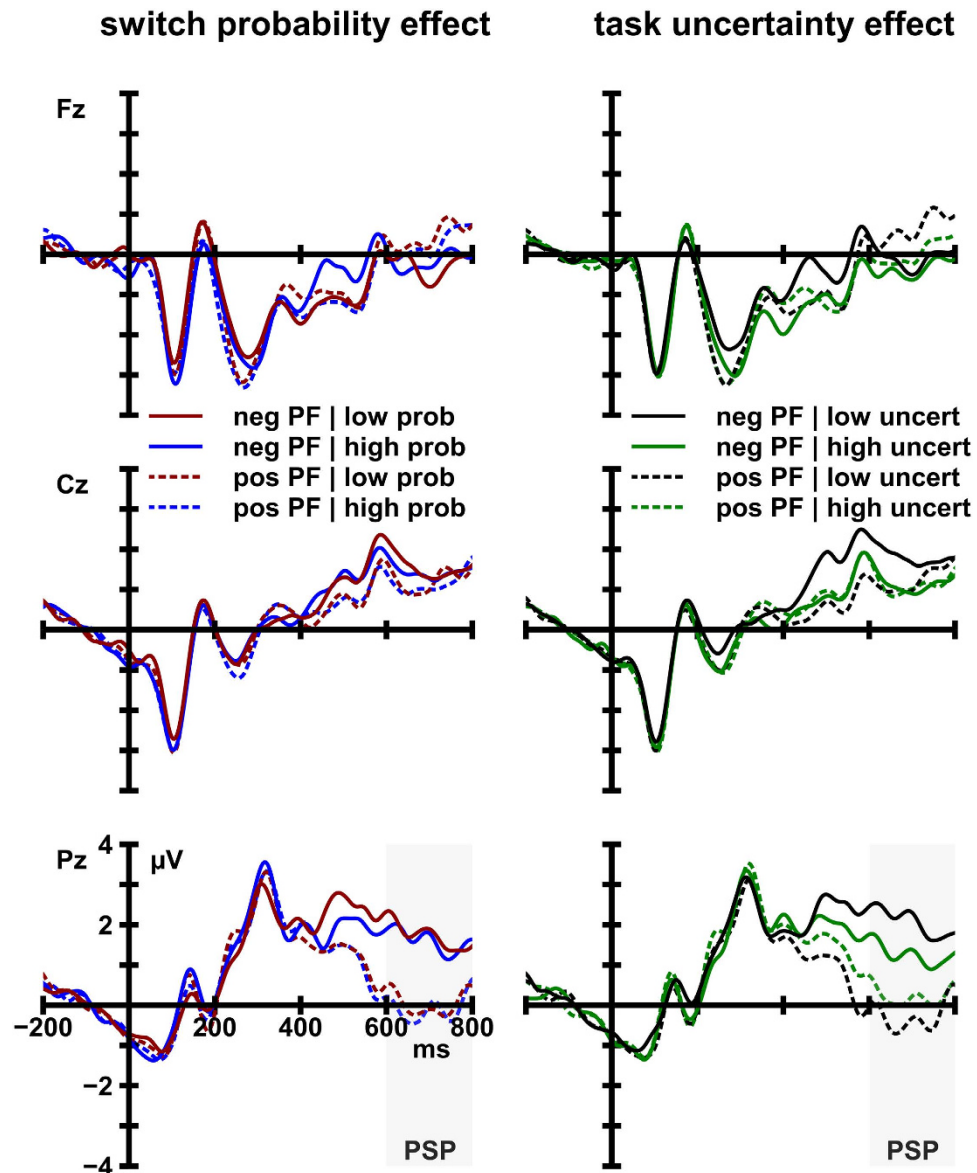 switch probability effect
task uncertainty effect
Fz
neg PF | low prob
neg PF | high prob
pos PF | low prob
pos PF | high prob
neg PF | low uncert
neg PF | high uncert
pos PF | low uncert
pos PF | high uncert
Cz
Pz
4
µV
2
0
−200
200
400
600
800
ms
−2
−4
PSP
PSP